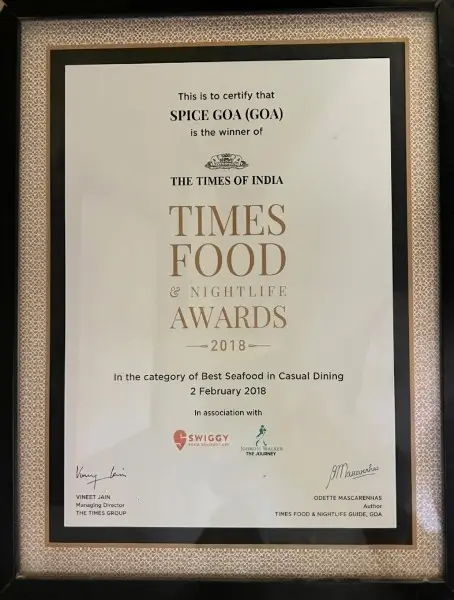 This is to certify that
SPICE GOA (GOA)
is the winner of
THE TIMES OF INDIA
TIMES
FOOD
& NIGHTLIFE
AWARDS
2018
In the category of Best Seafood in Casual Dining
2 February 2018
In association with
SWIGGY
JOHNNIE WALKER
THE JOURNEY
VINEET JAIN
Managing Director
THE TIMES GROUP
ODETTE MASCARENHAS
Author
TIMES FOOD & NIGHTLIFE GUIDE, GOA